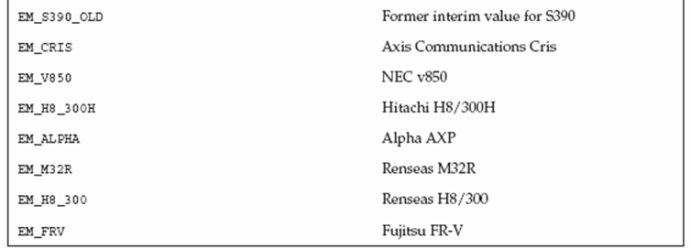 EM_S390_OLD Former interim value for S390
EM_CRIS Axis Communications Cris
EM_V850 NEC v850
EM_H8_300H Hitachi H8/300H
EM_ALPHA Alpha AXP
EM_M32R Renseas M32R
EM_H8_300 Renseas H8/300
EM_FRV Fujitsu FR-V